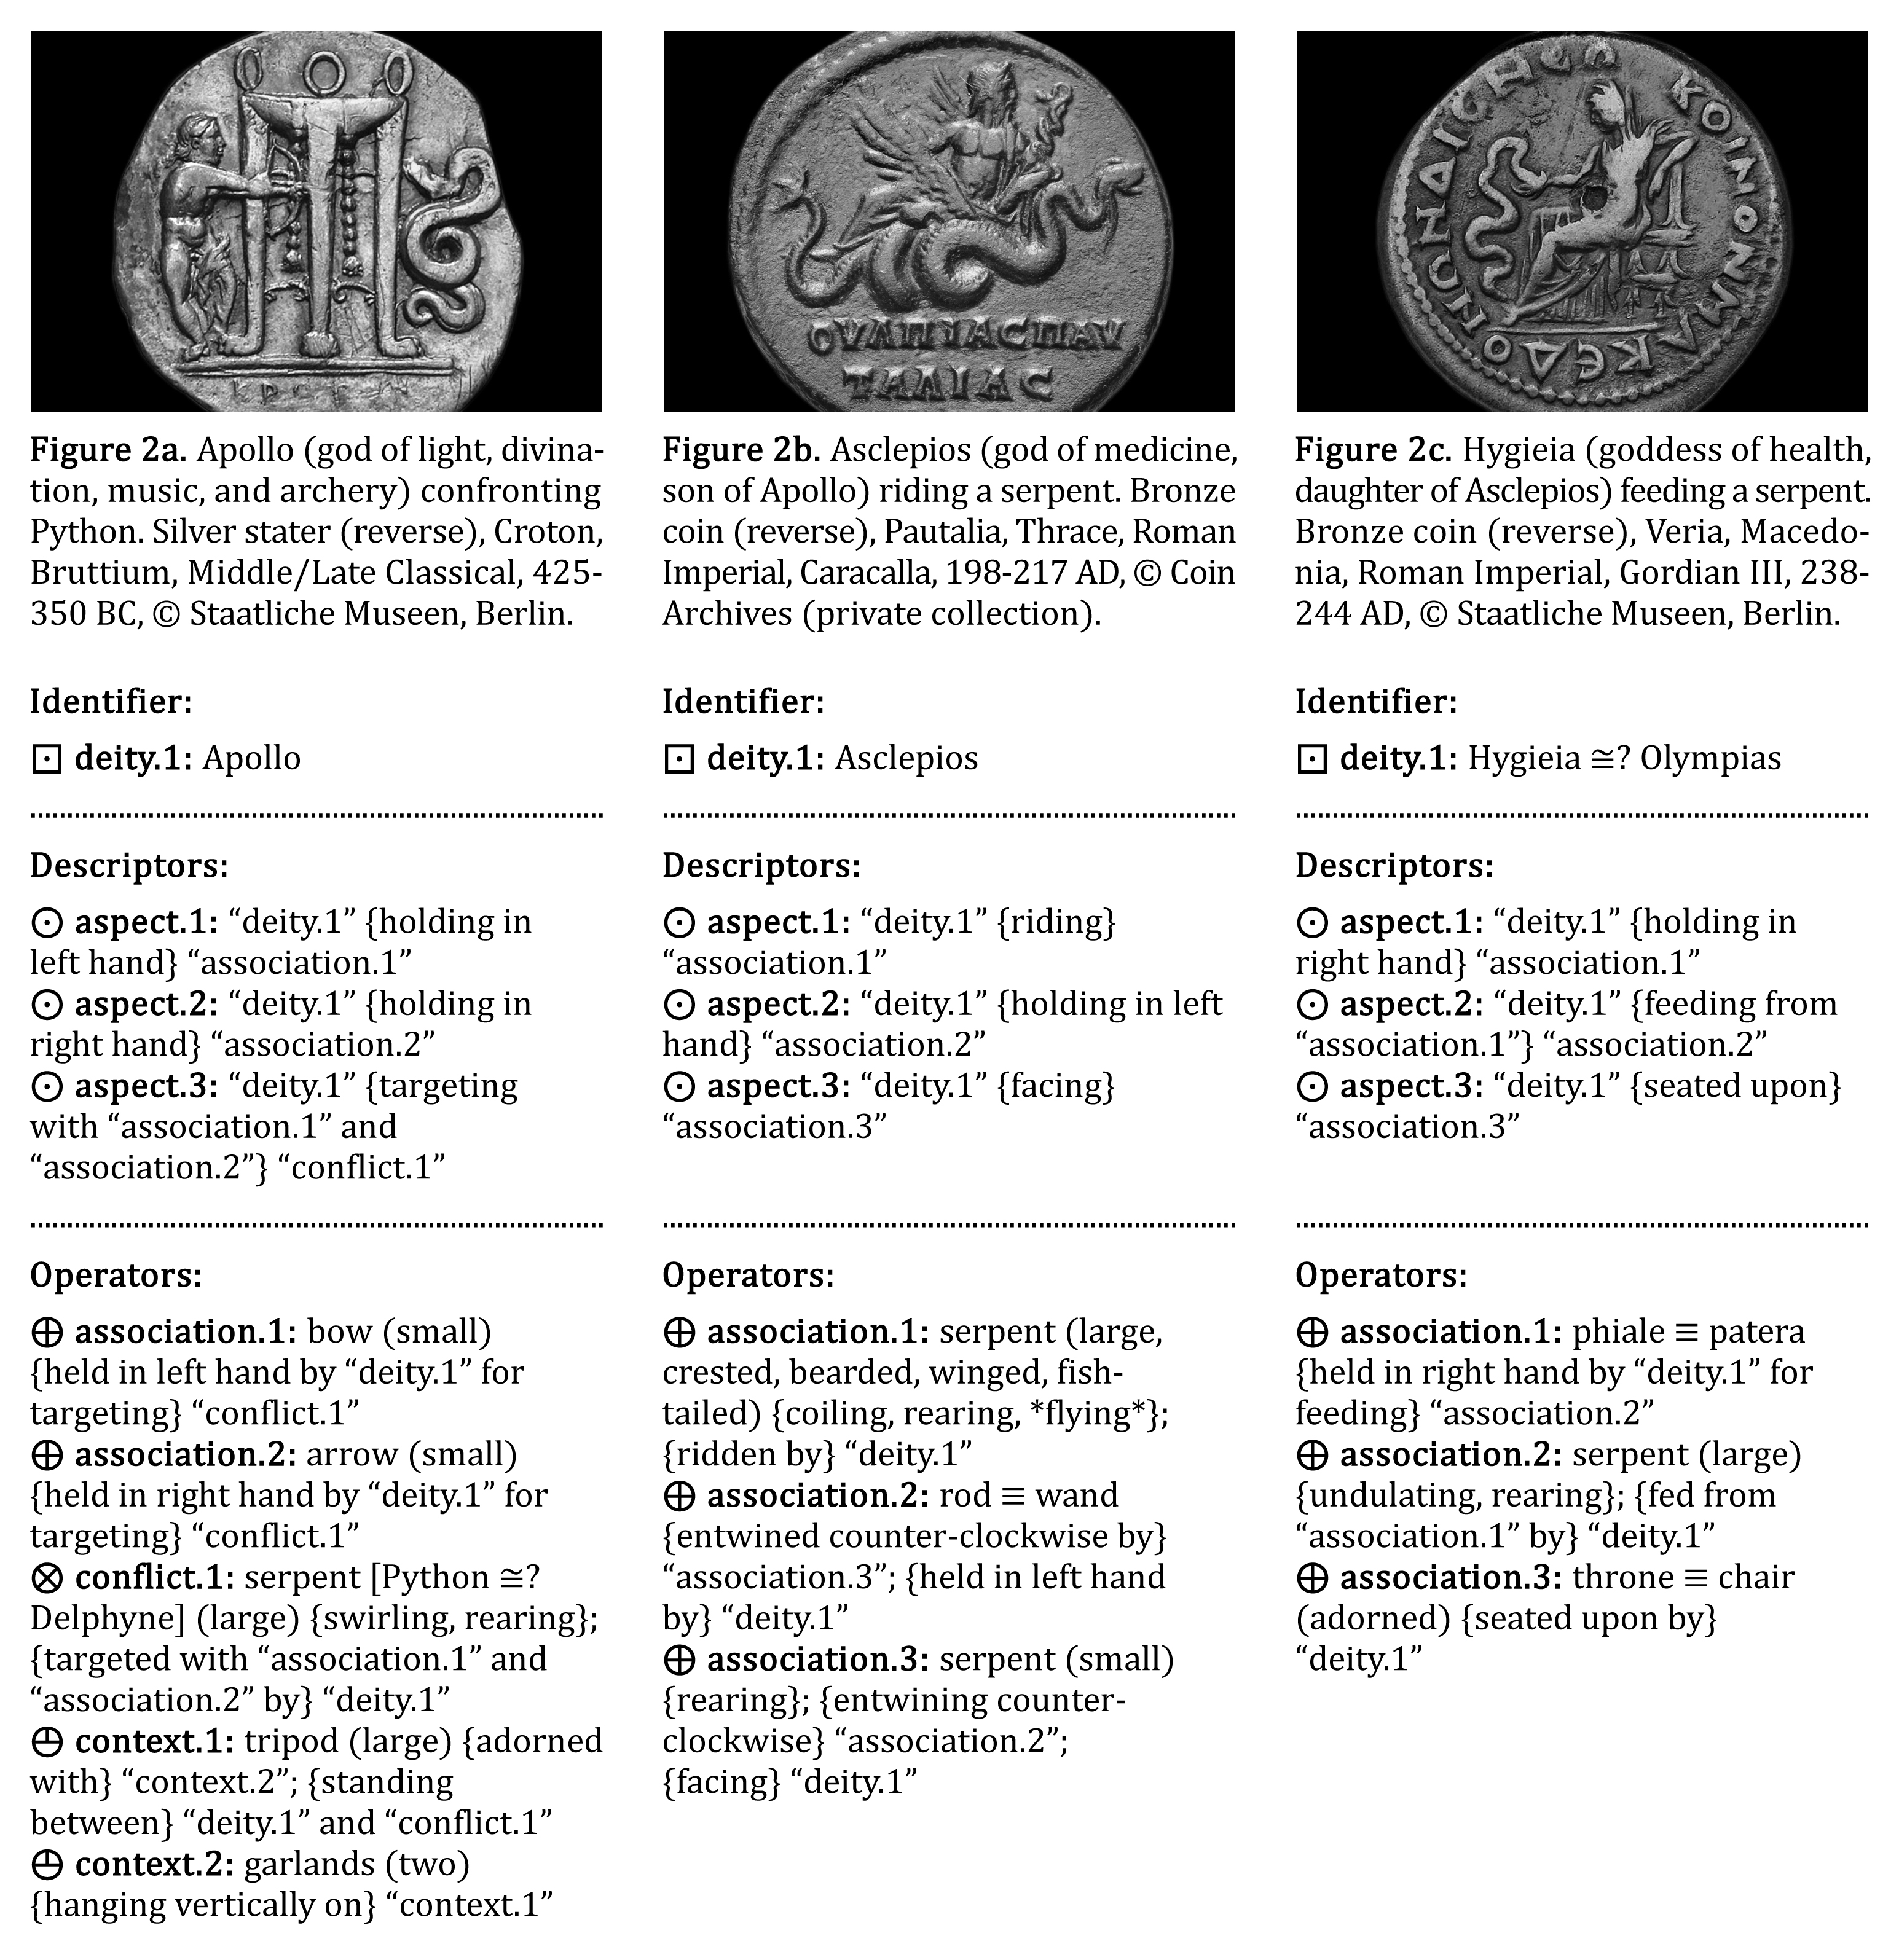 ΟVΛΠΙΑCΠΑV
ΤΑΛΙΑC
ΚΟΙΝΟΝΜΑΚΕΔΟ
Figure 2a. Apollo (god of light, divina-
tion, music, and archery) confronting
Python. Silver stater (reverse), Croton,
Bruttium, Middle/Late Classical, 425-
350 BC, © Staatliche Museen, Berlin.
Identifier:
⊡ deity.1: Apollo
Descriptors:
⊙ aspect.1: “deity.1” {holding in
left hand} “association.1”
⊙ aspect.2: “deity.1” {holding in
right hand} “association.2”
⊙ aspect.3: “deity.1” {targeting
with “association.1” and
“association.2”} “conflict.1”
Operators:
⊕ association.1: bow (small)
{held in left hand by “deity.1” for
targeting} “conflict.1”
⊕ association.2: arrow (small)
{held in right hand by “deity.1” for
targeting} “conflict.1”
⊗ conflict.1: serpent [Python ≅?
Delphyne] (large) {swirling, rearing};
{targeted with “association.1” and
“association.2” by} “deity.1”
context.1: tripod (large) {adorned
with} “context.2”; {standing
between} “deity.1” and “conflict.1”
context.2: garlands (two)
{hanging vertically on} “context.1”
Figure 2b. Asclepios (god of medicine,
son of Apollo) riding a serpent. Bronze
coin (reverse), Pautalia, Thrace, Roman
Imperial, Caracalla, 198-217 AD, © Coin
Archives (private collection).
Identifier:
⊡ deity.1: Asclepios
Descriptors:
⊙ aspect.1: “deity.1” {riding}
“association.1”
⊙ aspect.2: “deity.1” {holding in left
hand} “association.2”
⊙ aspect.3: “deity.1” {facing}
“association.3”
Operators:
⊕ association.1: serpent (large,
crested, bearded, winged, fish-
tailed) {coiling, rearing, *flying*};
{ridden by} “deity.1”
⊕ association.2: rod ≡ wand
{entwined counter-clockwise by}
“association.3”; {held in left hand
by} “deity.1”
⊕ association.3: serpent (small)
{rearing}; {entwining counter-
clockwise} “association.2”;
{facing} “deity.1”
Figure 2c. Hygieia (goddess of health,
daughter of Asclepios) feeding a serpent.
Bronze coin (reverse), Veria, Macedo-
nia, Roman Imperial, Gordian III, 238-
244 AD, © Staatliche Museen, Berlin.
Identifier:
⊡ deity.1: Hygieia ≅? Olympias
Descriptors:
⊙ aspect.1: “deity.1” {holding in
right hand} “association.1”
⊙ aspect.2: “deity.1” {feeding from
“association.1”} “association.2”
⊙ aspect.3: “deity.1” {seated upon}
“association.3”
Operators:
⊕ association.1: phiale ≡ patera
{held in right hand by “deity.1” for
feeding} “association.2”
⊕ association.2: serpent (large)
{undulating, rearing}; {fed from
“association.1” by} “deity.1”
⊕ association.3: throne ≡ chair
(adorned) {seated upon by}
“deity.1”